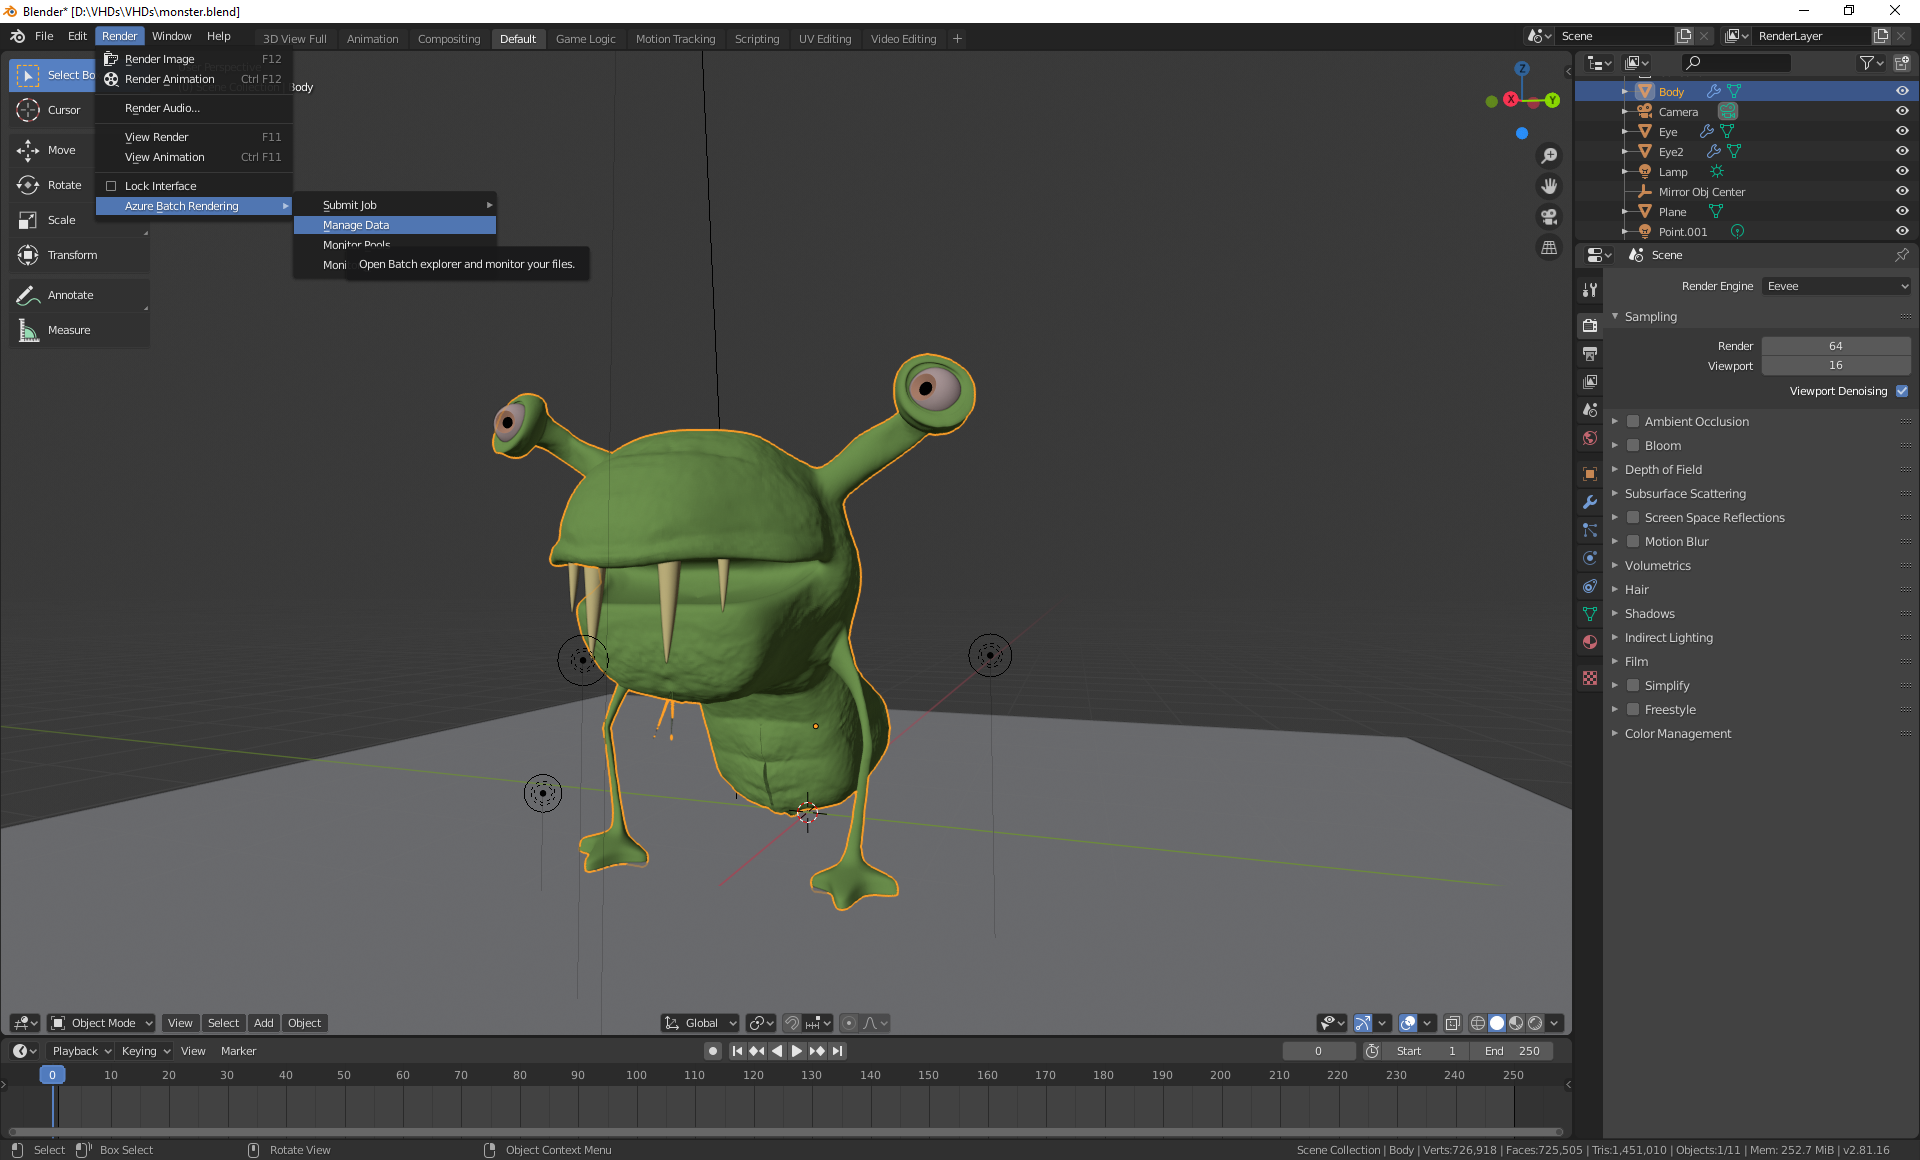 Blender* [D:\VHDs\VHDs\monster.blend]
File Edit Render Window Help
3D View Full Animation Compositing Default Game Logic Motion Tracking Scripting UV Editing Video Editing +
Scene
RenderLayer
Render Image F12
Render Animation Ctrl F12
Render Audio...
View Render F11
View Animation Ctrl F11
Lock Interface
Azure Batch Rendering
Submit Job
Manage Data
Monitor Pools
Moni
Open Batch explorer and monitor your files.
Body
Select Bo
Cursor
Move
Rotate
Scale
Transform
Annotate
Measure
Z
X
Y
Body
Camera
Eye
Eye2
Lamp
Mirror Obj Center
Plane
Point.001
Scene
Render Engine Eevee
Sampling
Render 64
Viewport 16
Viewport Denoising
Ambient Occlusion
Bloom
Depth of Field
Subsurface Scattering
Screen Space Reflections
Motion Blur
Volumetrics
Hair
Shadows
Indirect Lighting
Film
Simplify
Freestyle
Color Management
Object Mode View Select Add Object
Global
Playback Keying View Marker
0 Start 1 End 250
0 10 20 30 40 50 60 70 80 90 100 110 120 130 140 150 160 170 180 190 200 210 220 230 240 250
Select Box Select Rotate View Object Context Menu
Scene Collection | Body | Verts:726,918 | Faces:725,505 | Tris:1,451,010 | Objects:1/11 | Mem: 252.7 MiB | v2.81.16